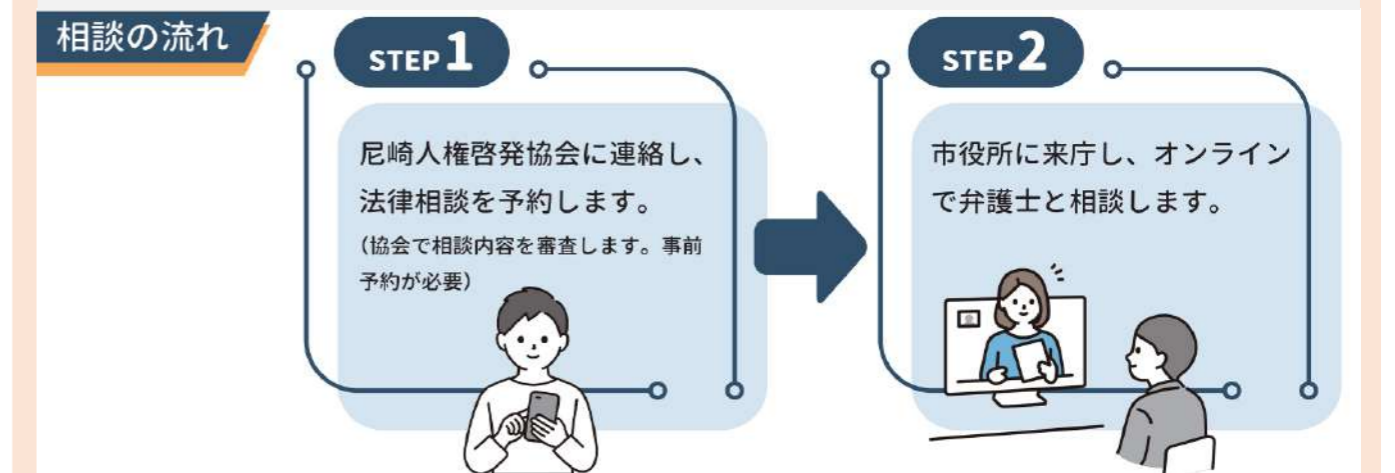 相談の流れ
STEP1
尼崎人権啓発協会に連絡し、
法律相談を予約します。
（協会で相談内容を審査します。事前
予約が必要）
STEP2
市役所に来庁し、オンライン
で弁護士と相談します。